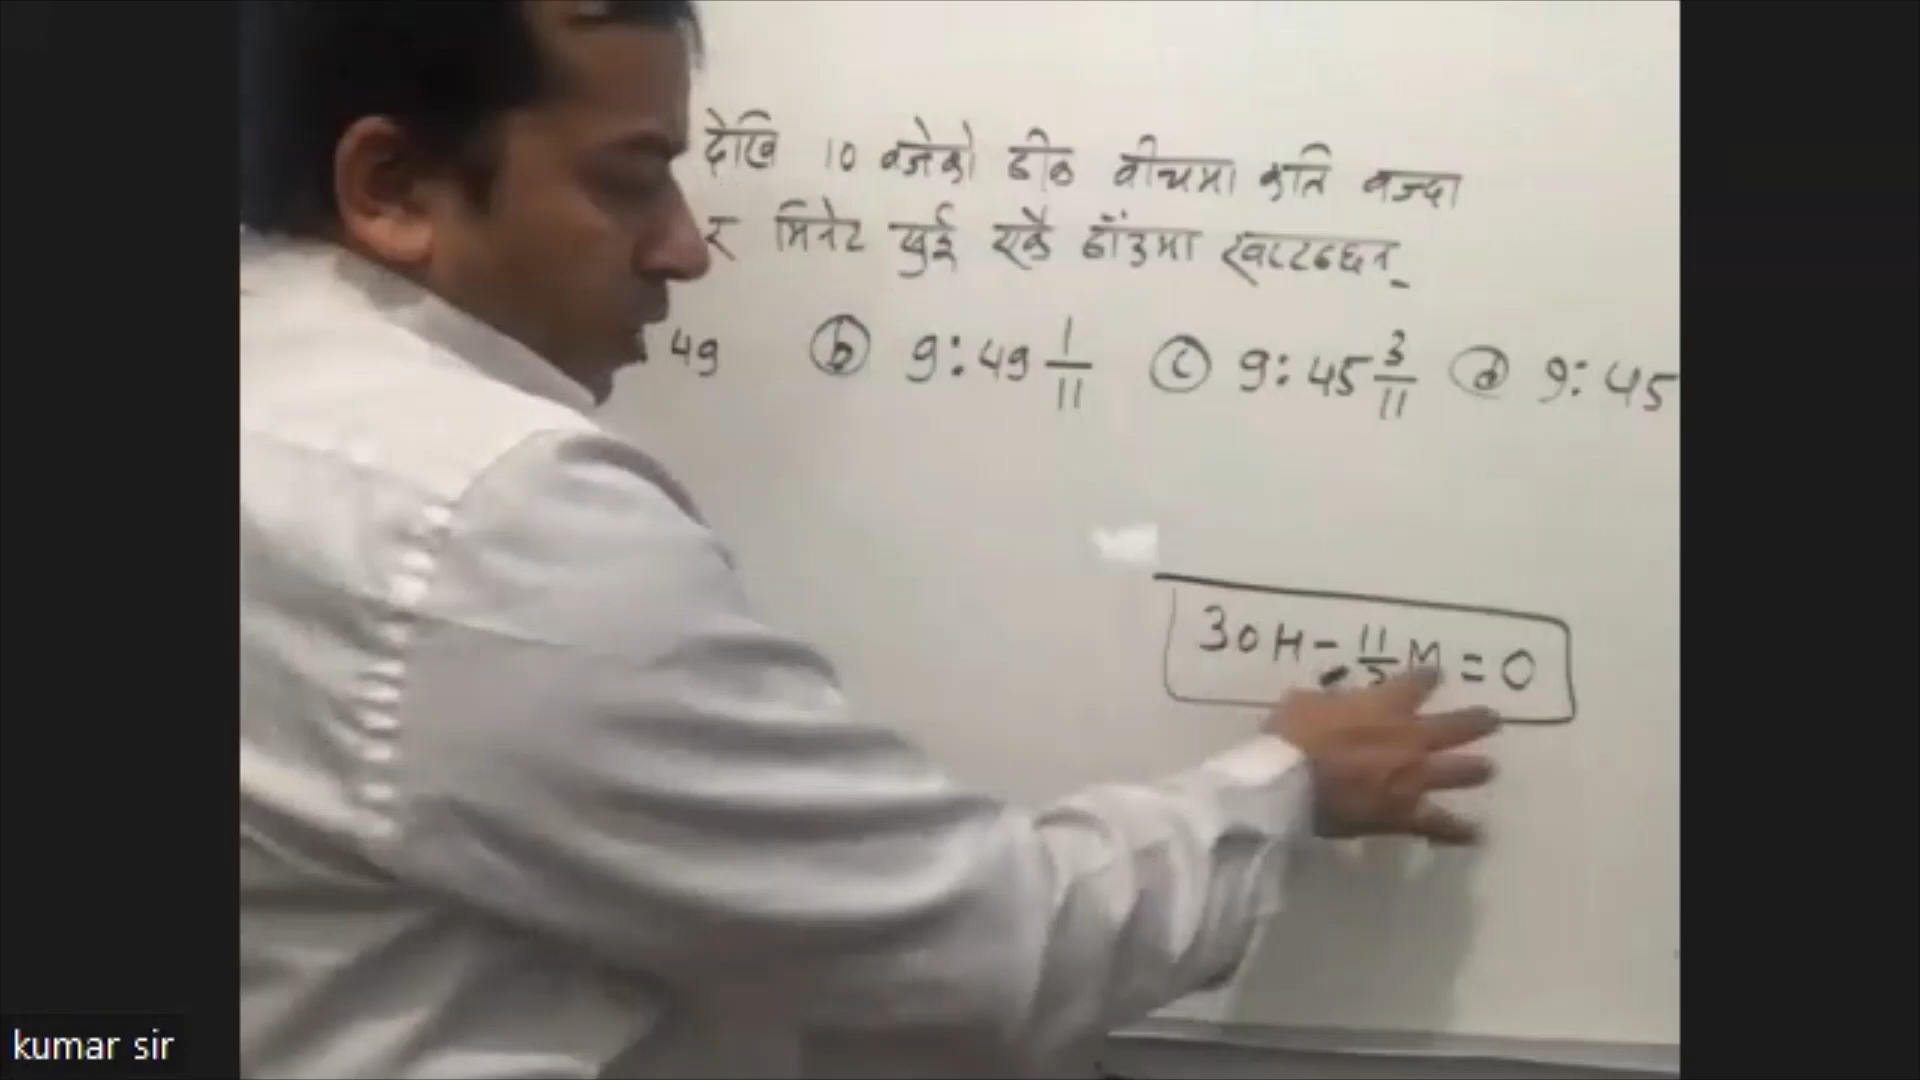 देखि 10 बजेको ठीक बीचमा कति बज्दा
र मिनेट सुई एकै ठाँउमा
49 (b) 9:49 1/11 (c) 9:45 3/11 (d) 9:45
30H - 11/2 M = 0
kumar sir